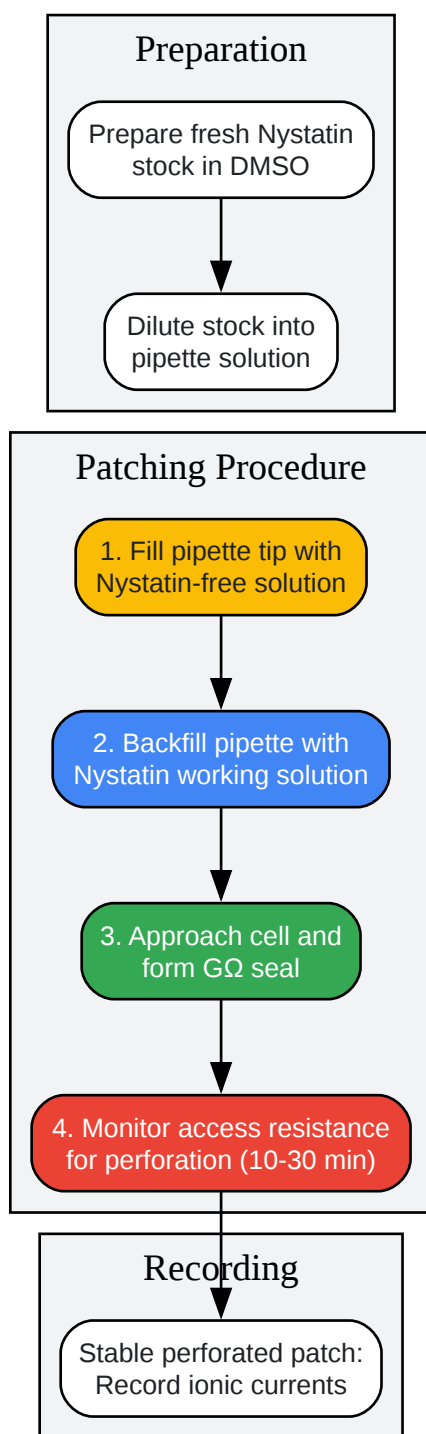 Preparation
Prepare fresh Nystatin
stock in DMSO
Dilute stock into
pipette solution
Patching Procedure
1. Fill pipette tip with
Nystatin-free solution
2. Backfill pipette with
Nystatin working solution
3. Approach cell and
form GΩ seal
4. Monitor access resistance
for perforation (10-30 min)
Recording
Stable perforated patch:
Record ionic currents